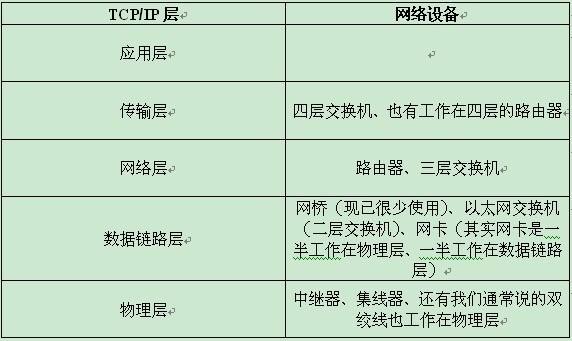 TCP/IP层 网络设备
应用层
传输层 四层交换机、也有工作在四层的路由器
网络层 路由器、三层交换机
数据链路层
网桥（现已很少使用）、以太网交换机
（二层交换机）、网卡（其实网卡是一
半工作在物理层、一半工作在数据链路
层）
物理层
中继器、集线器、还有我们通常说的双
绞线也工作在物理层